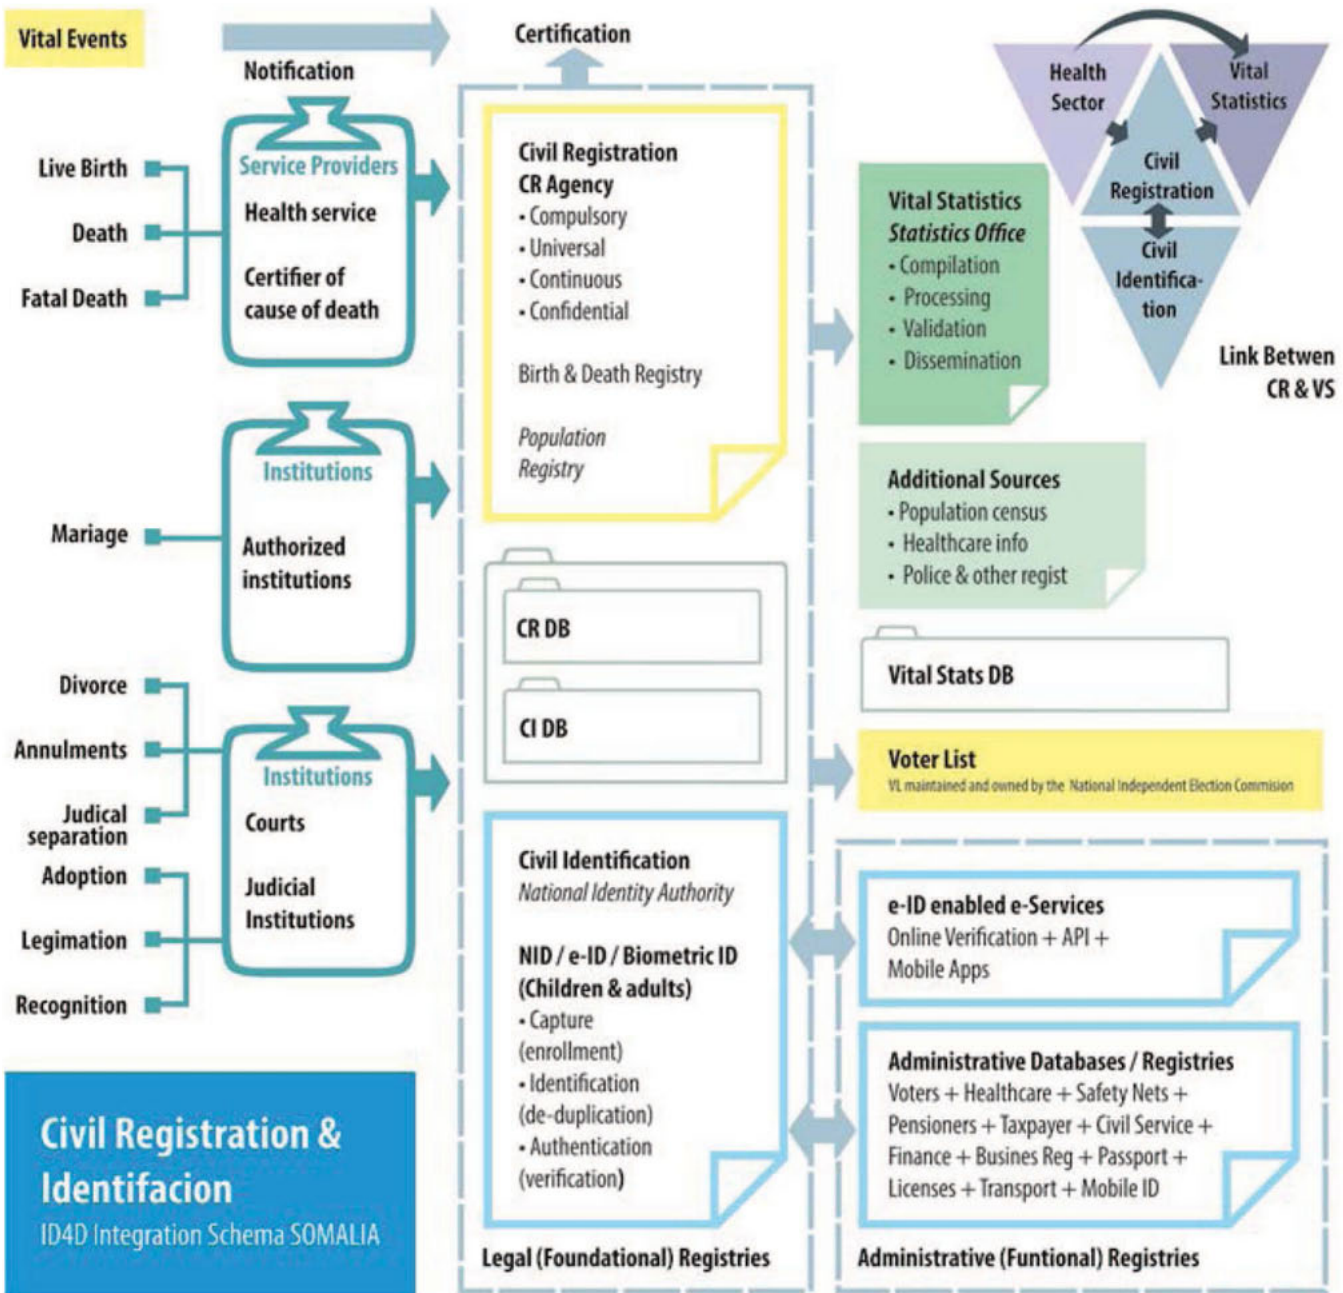 Vital Events
Notification
Live Birth
Death
Fatal Death
Service Providers
Health service
Certifier of
cause of death
Mariage
Institutions
Authorized
institutions
Divorce
Annulments
Judical
separation
Adoption
Legimation
Recognition
Institutions
Courts
Judicial
Institutions
Civil Registration &
Identifacion
ID4D Integration Schema SOMALIA
Certification
Civil Registration
CR Agency
• Compulsory
• Universal
• Continuous
• Confidential
Birth & Death Registry
Population
Registry
CR DB
CI DB
Civil Identification
National Identity Authority
NID / e-ID / Biometric ID
(Children & adults)
• Capture
(enrollment)
• Identification
(de-duplication)
• Authentication
(verification)
Legal (Foundational) Registries
Health
Sector
Vital
Statistics
Civil
Registration
Civil
Identifica-
tion
Link Betwen
CR & VS
Vital Statistics
Statistics Office
• Compilation
• Processing
• Validation
• Dissemination
Additional Sources
• Population census
• Healthcare info
• Police & other regist
Vital Stats DB
Voter List
VL maintained and owned by the National Independent Election Commision
e-ID enabled e-Services
Online Verification + API +
Mobile Apps
Administrative Databases / Registries
Voters + Healthcare + Safety Nets +
Pensioners + Taxpayer + Civil Service +
Finance + Busines Reg + Passport +
Licenses + Transport + Mobile ID
Administrative (Funtional) Registries